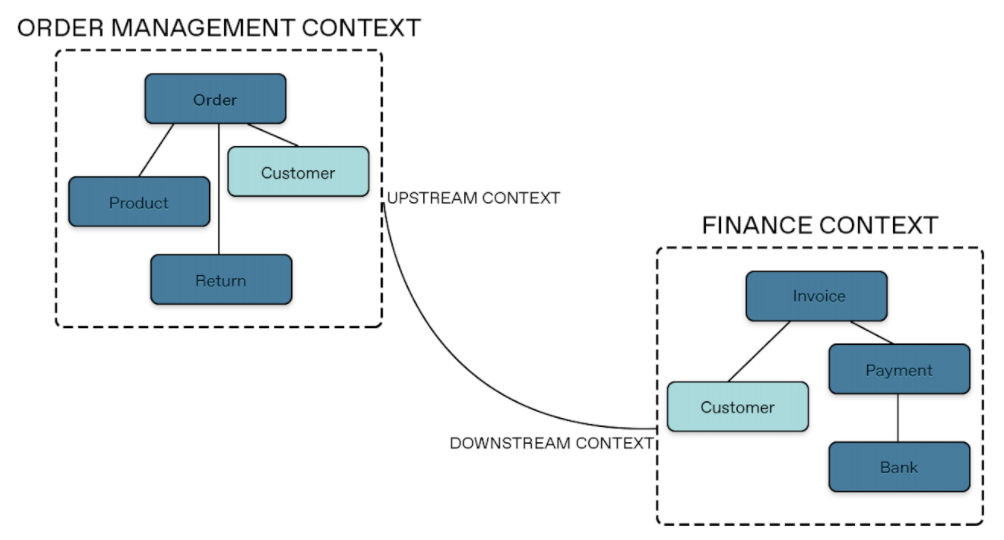 ORDER MANAGEMENT CONTEXT
Order
Customer
Product
Return
UPSTREAM CONTEXT
FINANCE CONTEXT
Invoice
Payment
Customer
DOWNSTREAM CONTEXT
Bank